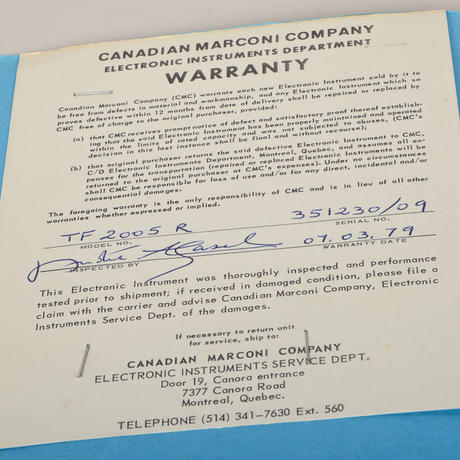 CANADIAN MARCONI COMPANY
ELECTRONIC INSTRUMENTS DEPARTMENT
WARRANTY
Canadian Marconi Company (CMC) warrants each new Electronic Instrument sold by it to
be free from defects in material and workmanship, and any Electronic Instrument which so
proves defective within 12 months from date of delivery shall be repaired or replaced by
CMC free of charge to the original purchaser, provided:
(a) that CMC receives prompt notice of defect and satisfactory proof thereof establish-
ing that the said Electronic Instrument has been properly maintained and operated
within the limits of rated capacity and was not subjected to abuse, (CMC's
decision in this last instance shall be final and without recourse);
(b) that original purchaser returns the said defective Electronic Instrument to CMC,
C/O Electronic Instruments Department, Montreal, Quebec, and assumes all ex-
penses for the transportation (repaired or replaced Electronic Instruments will be
returned to the original purchaser at CMC's expenses). Under no circumstances
shall CMC be responsible for loss of use and/or for any direct, incidental and/or
consequential damages.
The foregoing warranty is the only responsibility of CMC and is in lieu of all other
warranties whether expressed or implied.
TF 2005 R 351230/09
MODEL NO. SERIAL NO.
07.03.79
INSPECTED BY WARRANTY DATE
This Electronic Instrument was thoroughly inspected and performance
tested prior to shipment; if received in damaged condition, please file a
claim with the carrier and advise Canadian Marconi Company, Electronic
Instruments Service Dept. of the damages.
If necessary to return unit
for service, ship to:
CANADIAN MARCONI COMPANY
ELECTRONIC INSTRUMENTS SERVICE DEPT.
Door 19, Canora entrance
7377 Canora Road
Montreal, Quebec.
TELEPHONE (514) 341-7630 Ext. 560